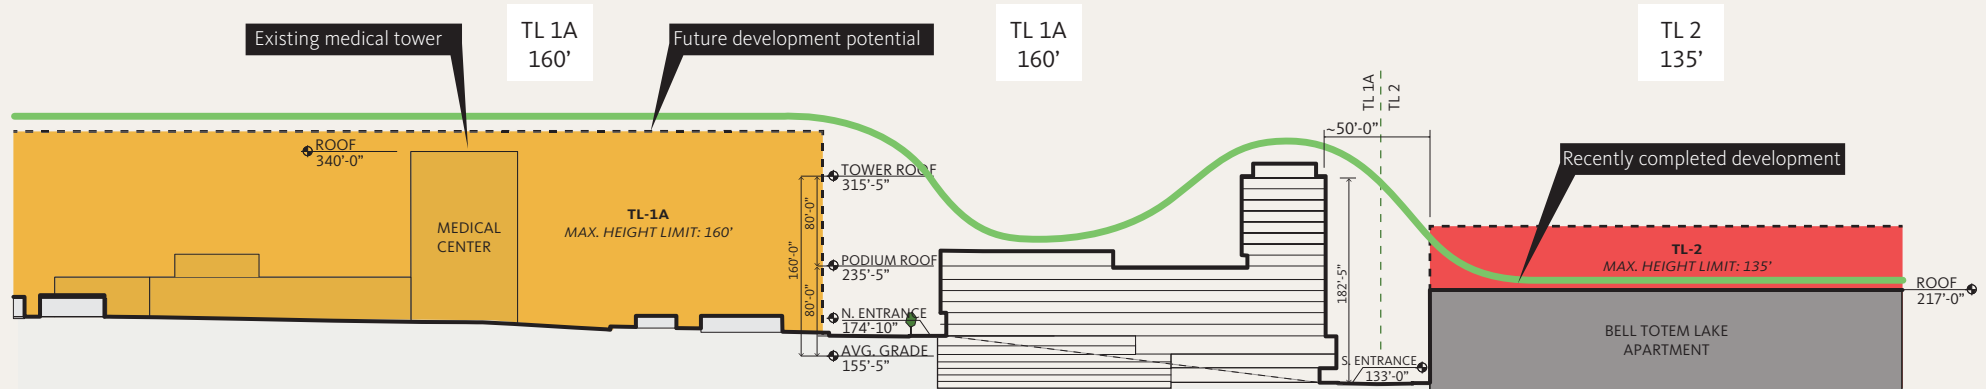 TL 1A
160’
TL 1A
160’
TL 2
135’
Existing medical tower
Future development potential
Recently completed development
TL 1A
TL 2
~50'-0”
ROOF
340'-0”
MEDICAL
CENTER
TL-1A
MAX. HEIGHT LIMIT: 160’
TOWER ROOF
315'-5”
PODIUM ROOF
235'-5”
N. ENTRANCE
174'-10”
AVG. GRADE
155'-5”
160'-0”
80'-0”
80'-0”
182'-5”
S. ENTRANCE
133'-0”
TL-2
MAX. HEIGHT LIMIT: 135’
ROOF
217'-0”
BELL TOTEM LAKE
APARTMENT